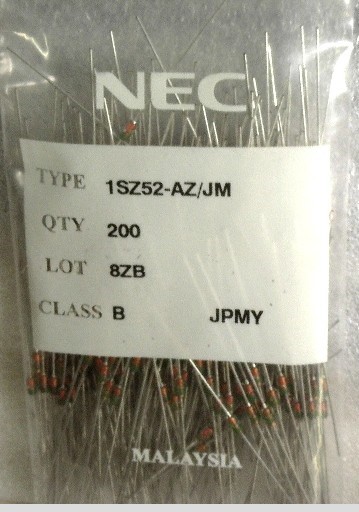 NEC
TYPE 1SZ52-AZ/JM
QTY 200
LOT 8ZB
CLASS B JPMY
MALAYSIA